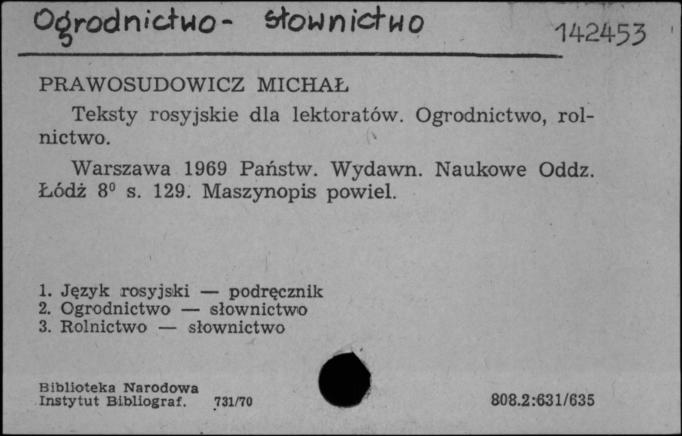 Ogrodnictwo - słownictwo
142453
PRAWOSUDOWICZ MICHAŁ
Teksty rosyjskie dla lektoratów. Ogrodnictwo, rol-
nictwo.
Warszawa 1969 Państw. Wydawn. Naukowe Oddz.
Łódź 8⁰ s. 129. Maszynopis powiel.
1. Język rosyjski — podręcznik
2. Ogrodnictwo — słownictwo
3. Rolnictwo — słownictwo
Biblioteka Narodowa
Instytut Bibliograf. 731/70
808.2:631/635